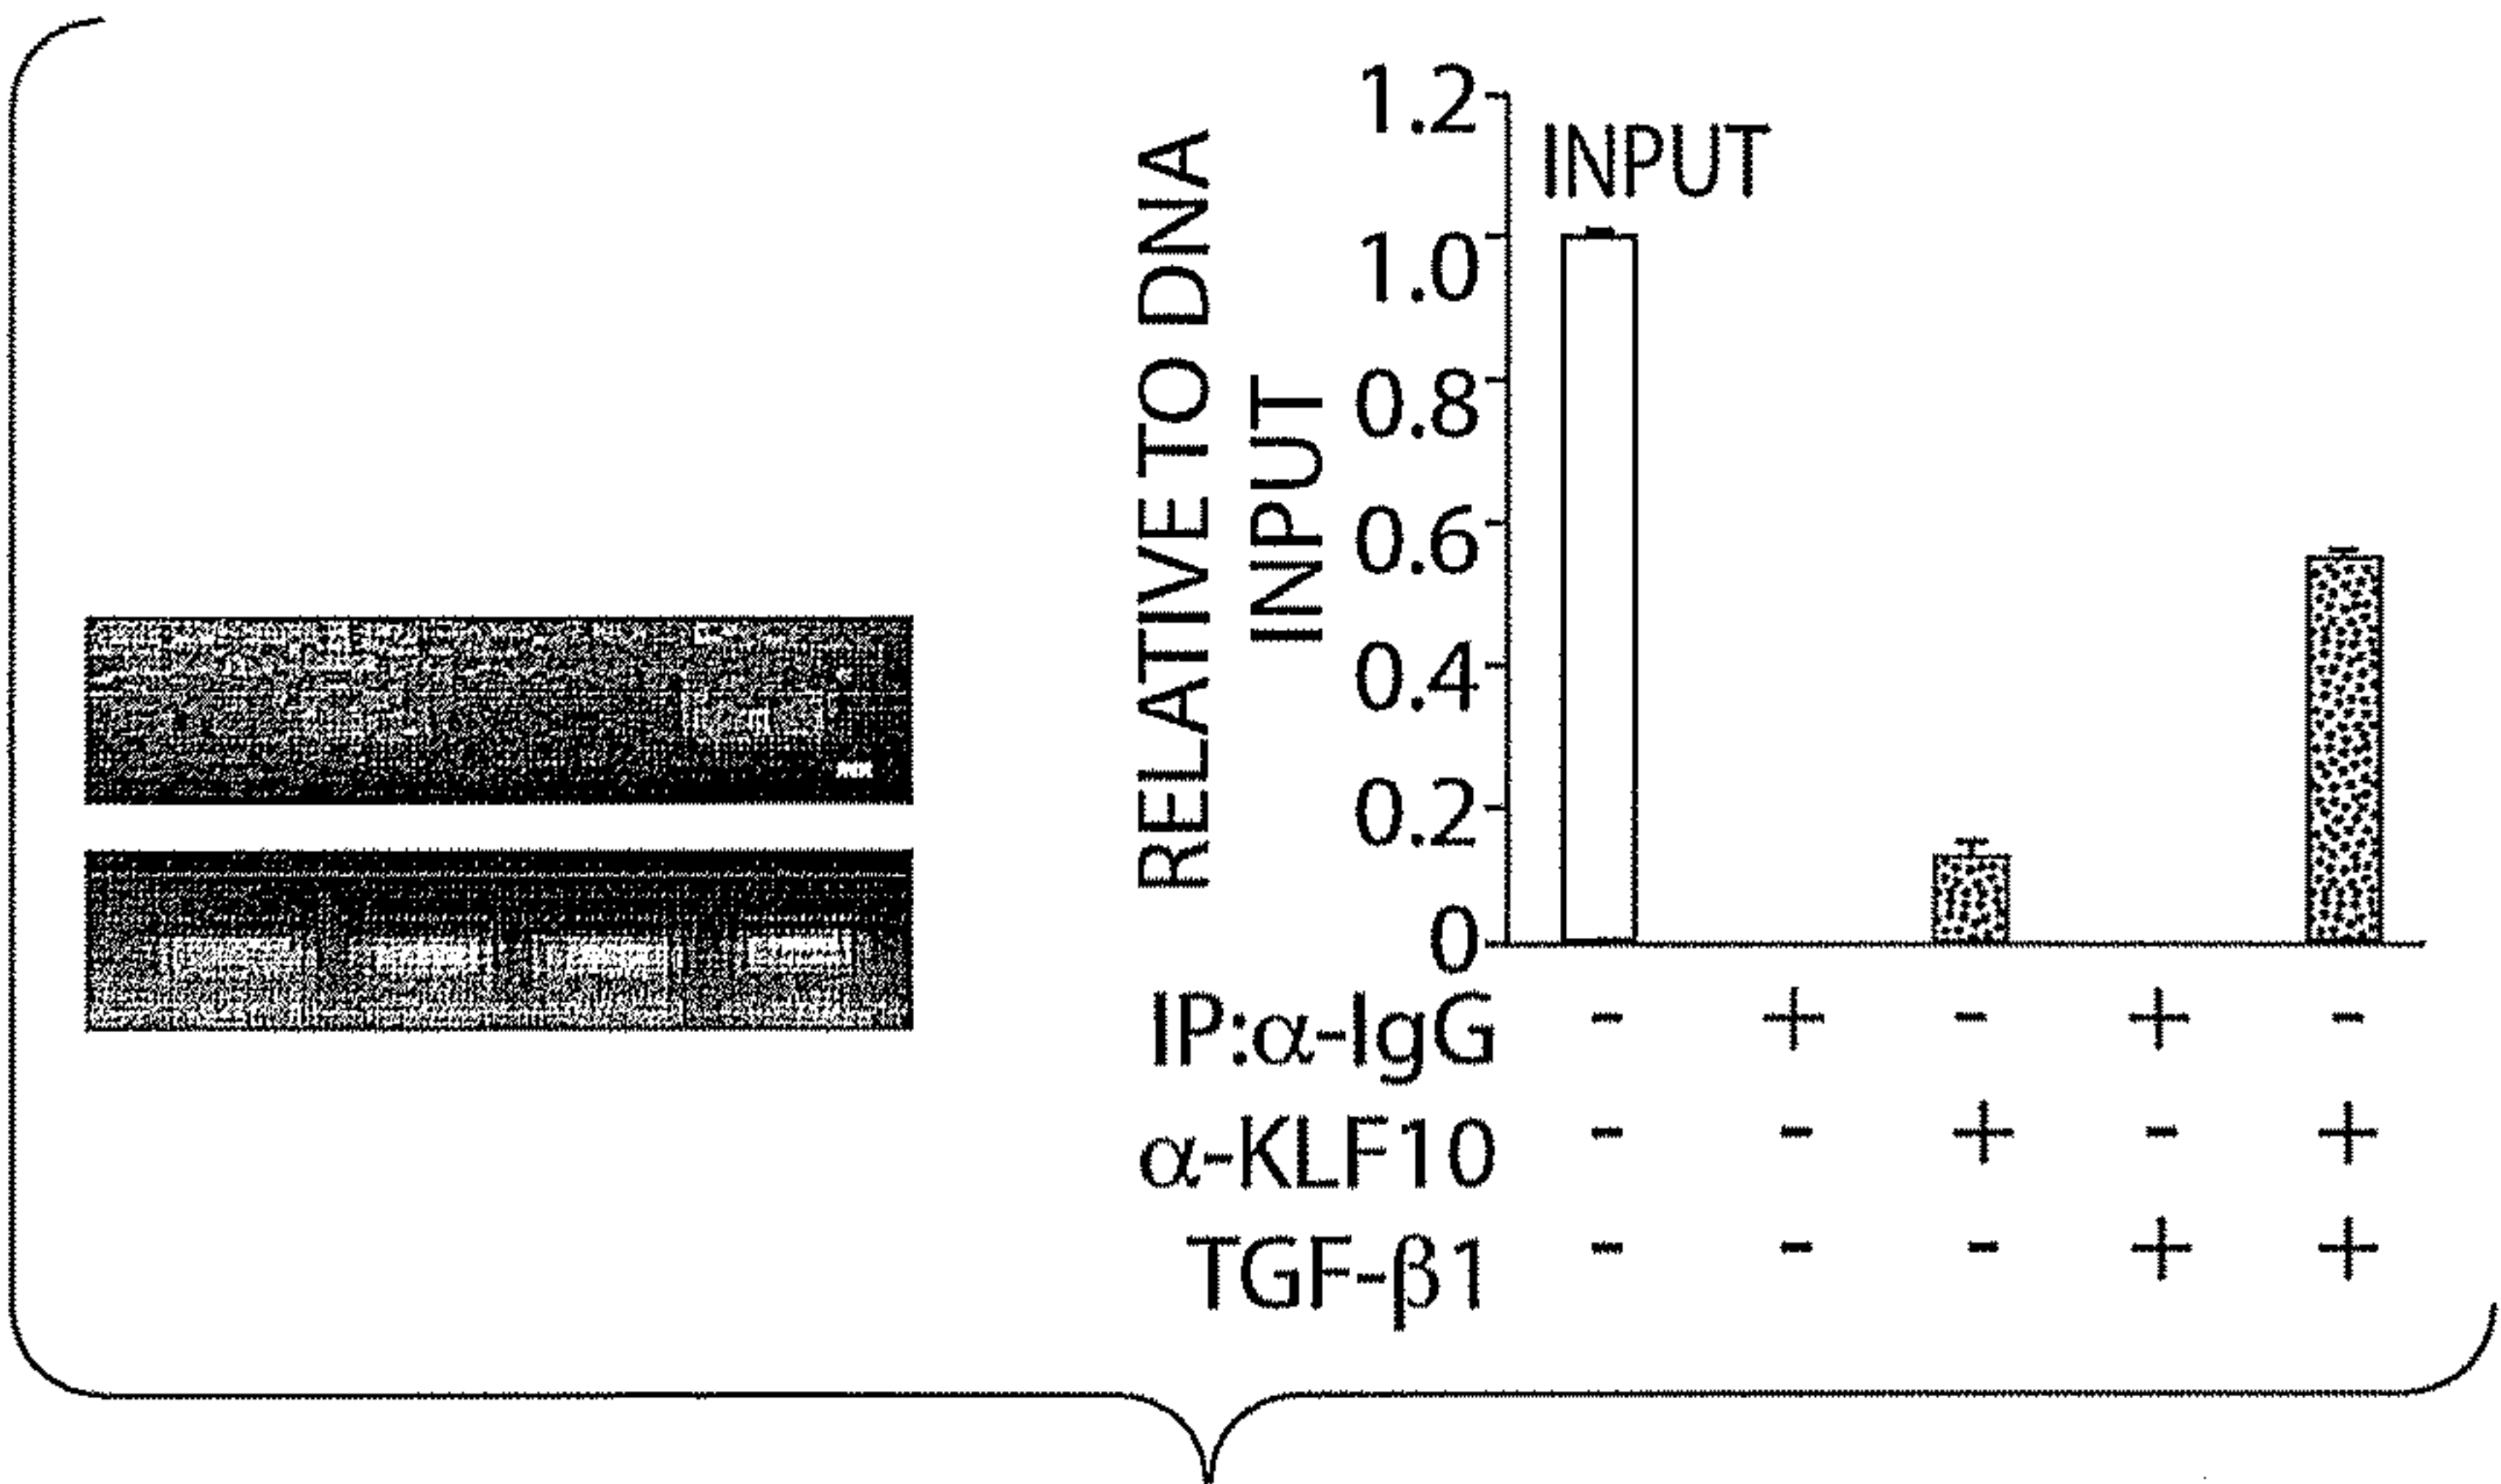 RELATIVE TO DNA
INPUT
1.2
1.0
0.8
0.6
0.4
0.2
0
INPUT
IP:α-IgG - + - + -
α-KLF10 - - + - +
TGF-β1 - - - + +